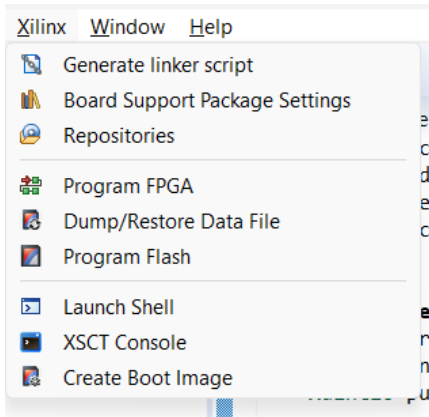 Xilinx Window Help
Generate linker script
Board Support Package Settings
Repositories
Program FPGA
Dump/Restore Data File
Program Flash
Launch Shell
XSCT Console
Create Boot Image